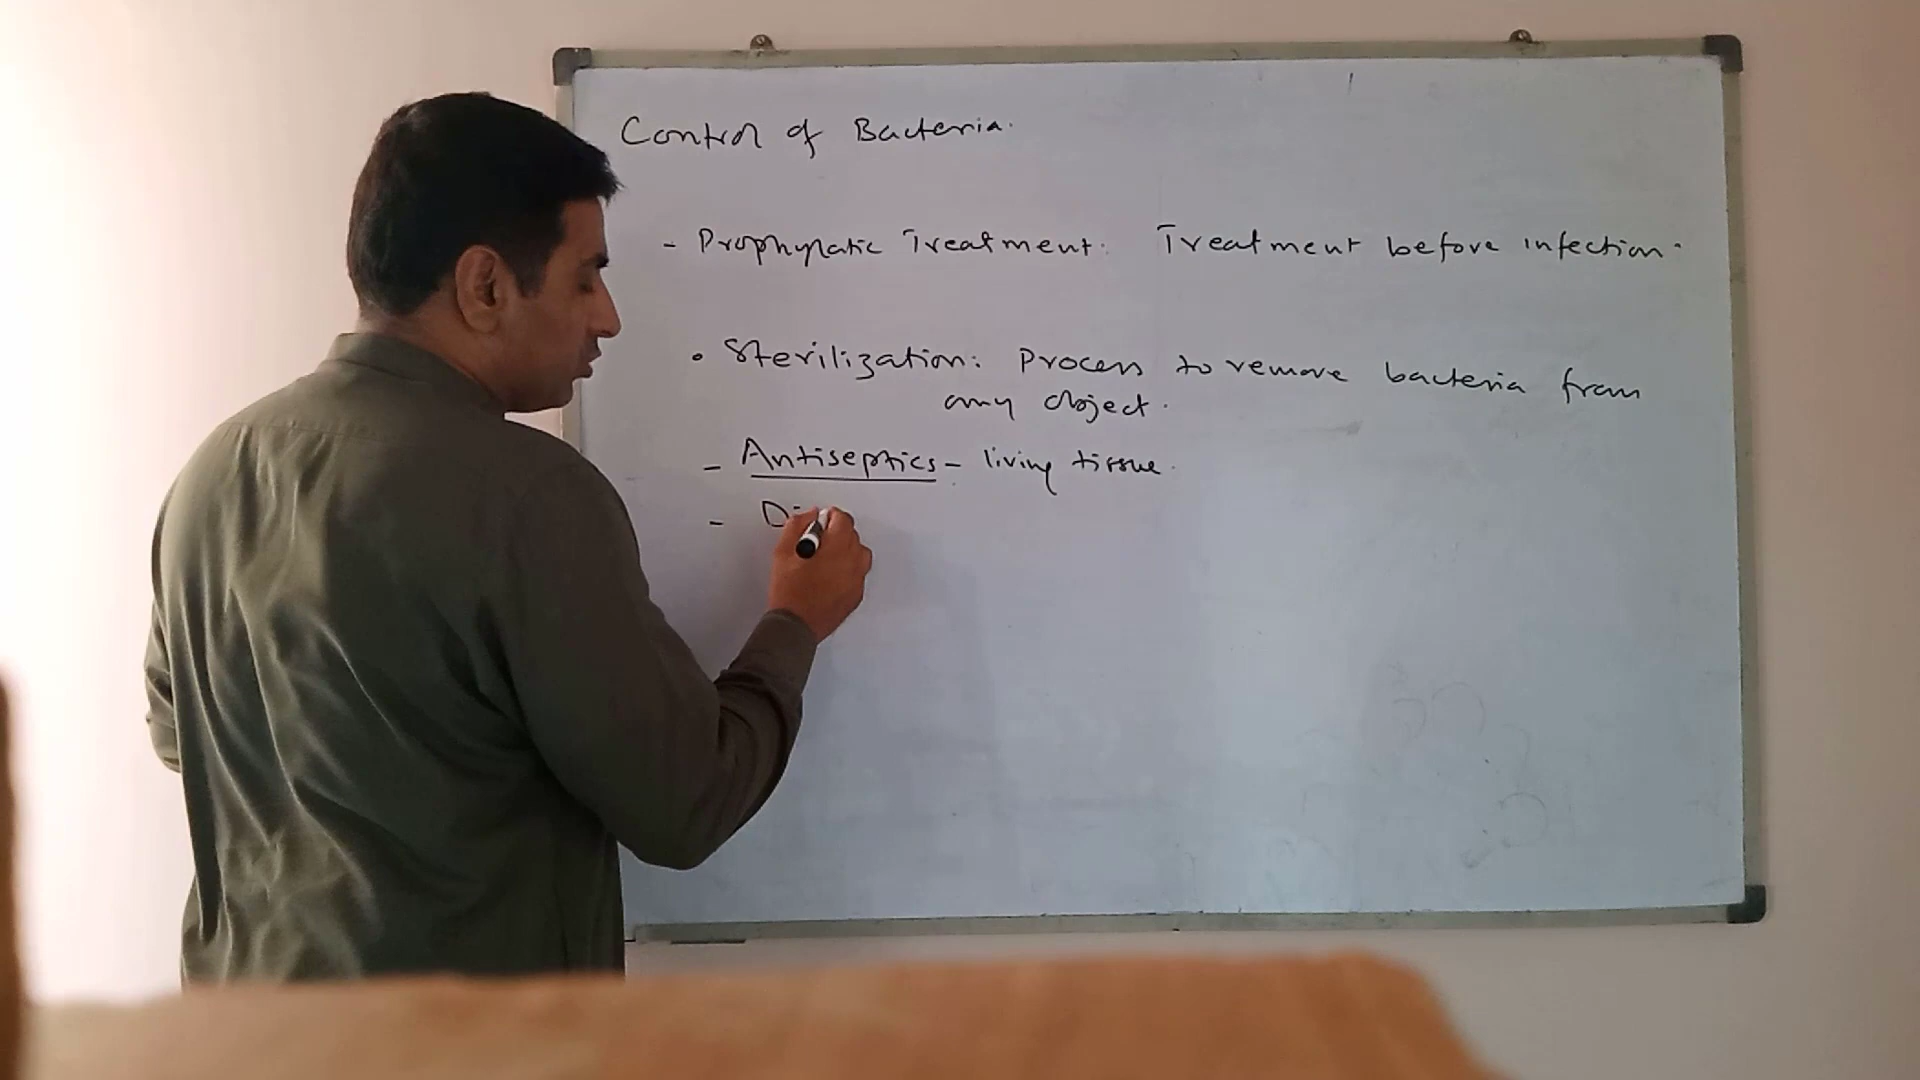 Control of Bacteria.
- Prophylatic Treatment: Treatment before infection.
• Sterilization: Process to remove bacteria from
any object.
- Antiseptics - living tissue.
- Di